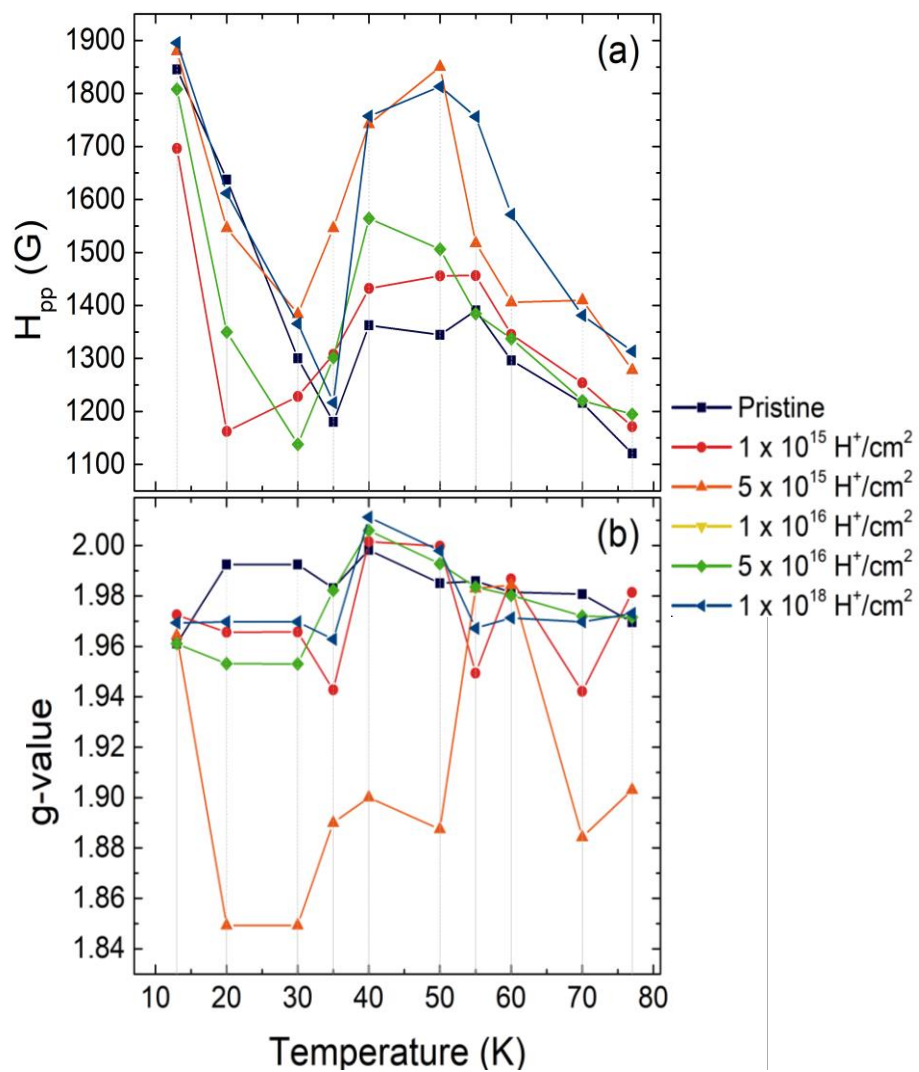 (a)
1900
1800
1700
1600
1500
1400
1300
1200
1100
H_pp (G)
Pristine
1 x 10^15 H^+/cm^2
5 x 10^15 H^+/cm^2
1 x 10^16 H^+/cm^2
5 x 10^16 H^+/cm^2
1 x 10^18 H^+/cm^2
(b)
2.00
1.98
1.96
1.94
1.92
1.90
1.88
1.86
1.84
g-value
10 20 30 40 50 60 70 80
Temperature (K)